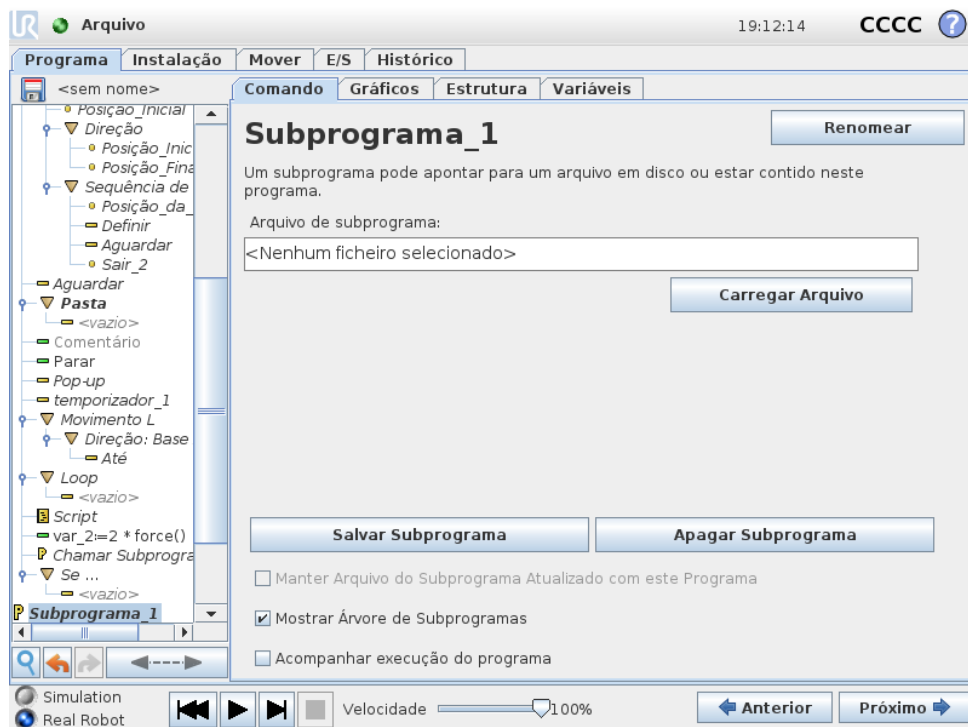 UR Arquivo 19:12:14 CCCC ?
Programa Instalação Mover E/S Histórico
<sem nome> Comando Gráficos Estrutura Variáveis
Posição_Inicial
Direção
Posição_Inic
Posição_Fina
Sequência de
Posição_da_
Definir
Aguardar
Sair_2
Aguardar
Pasta
<vazio>
Comentário
Parar
Pop-up
temporizador_1
Movimento L
Direção: Base
Até
Loop
<vazio>
Script
var_2:=2 * force()
Chamar Subprogra
Se ...
<vazio>
Subprograma_1
Subprograma_1
Renomear
Um subprograma pode apontar para um arquivo em disco ou estar contido neste
programa.
Arquivo de subprograma:
<Nenhum ficheiro selecionado>
Carregar Arquivo
Salvar Subprograma Apagar Subprograma
Manter Arquivo do Subprograma Atualizado com este Programa
Mostrar Árvore de Subprogramas
Acompanhar execução do programa
Simulation
Real Robot
Velocidade 100%
Anterior Próximo